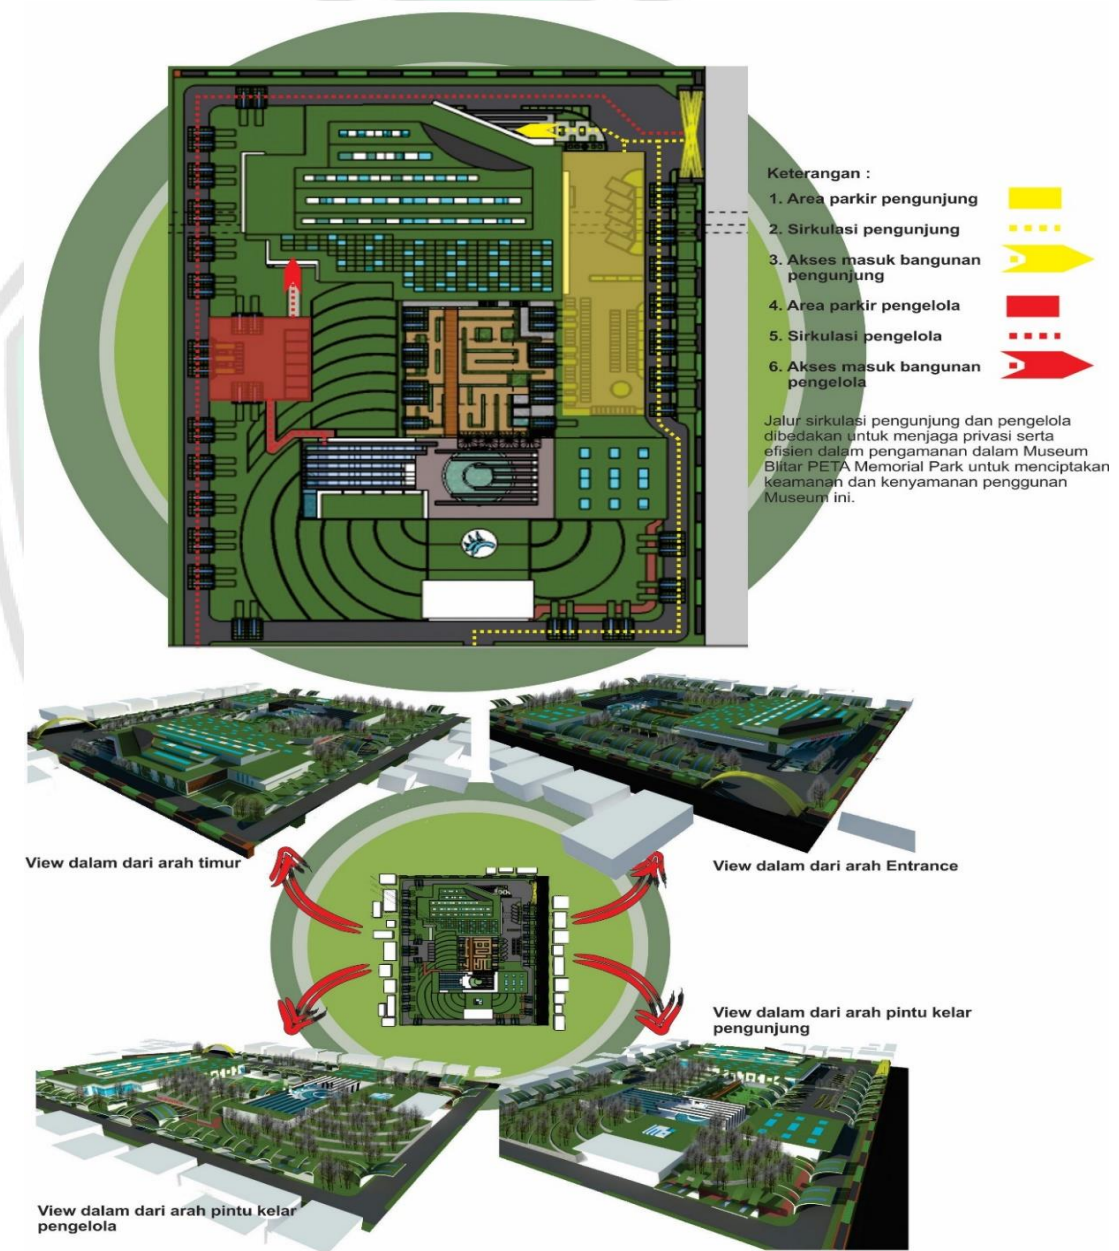 Keterangan :
1. Area parkir pengunjung
2. Sirkulasi pengunjung
3. Akses masuk bangunan
pengunjung
4. Area parkir pengelola
5. Sirkulasi pengelola
6. Akses masuk bangunan
pengelola
Jalur sirkulasi pengunjung dan pengelola
dibedakan untuk menjaga privasi serta
efisien dalam pengamanan dalam Museum
Blitar PETA Memorial Park untuk menciptakan
keamanan dan kenyamanan penggunan
Museum ini.
View dalam dari arah timur
View dalam dari arah Entrance
View dalam dari arah pintu kelar
pengunjung
View dalam dari arah pintu kelar
pengelola